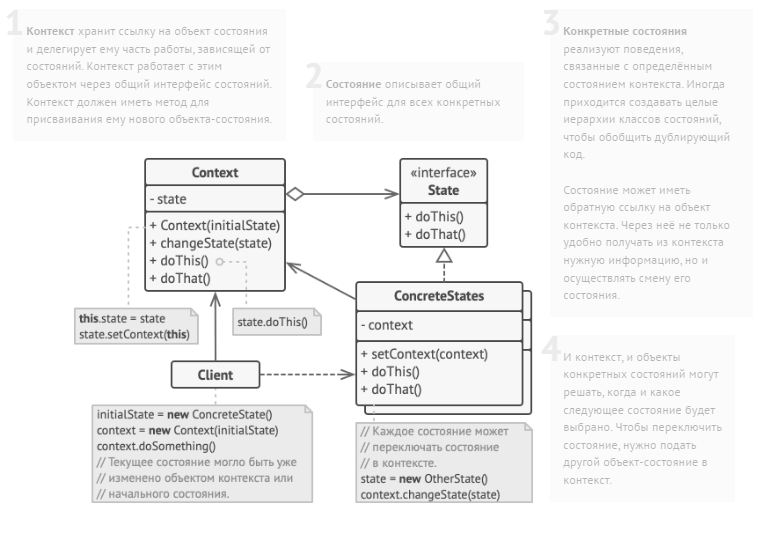 1
Контекст хранит ссылку на объект состояния
и делегирует ему часть работы, зависящей от
состояний. Контекст работает с этим
объектом через общий интерфейс состояний.
Контекст должен иметь метод для
присваивания ему нового объекта-состояния.
2
Состояние описывает общий
интерфейс для всех конкретных
состояний.
3
Конкретные состояния
реализуют поведения,
связанные с определённым
состоянием контекста. Иногда
приходится создавать целые
иерархии классов состояний,
чтобы обобщить дублирующий
код.
Состояние может иметь
обратную ссылку на объект
контекста. Через неё не только
удобно получать из контекста
нужную информацию, но и
осуществлять смену его
состояния.
Context
- state
+ Context(initialState)
+ changeState(state)
+ doThis()
+ doThat()
«interface»
State
+ doThis()
+ doThat()
this.state = state
state.setContext(this)
state.doThis()
ConcreteStates
- context
+ setContext(context)
+ doThis()
+ doThat()
Client
initialState = new ConcreteState()
context = new Context(initialState)
context.doSomething()
// Текущее состояние могло быть уже
// изменено объектом контекста или
// начального состояния.
// Каждое состояние может
// переключать состояние
// в контексте.
state = new OtherState()
context.changeState(state)
4
И контекст, и объекты
конкретных состояний могут
решать, когда и какое
следующее состояние будет
выбрано. Чтобы переключить
состояние, нужно подать
другой объект-состояние в
контекст.